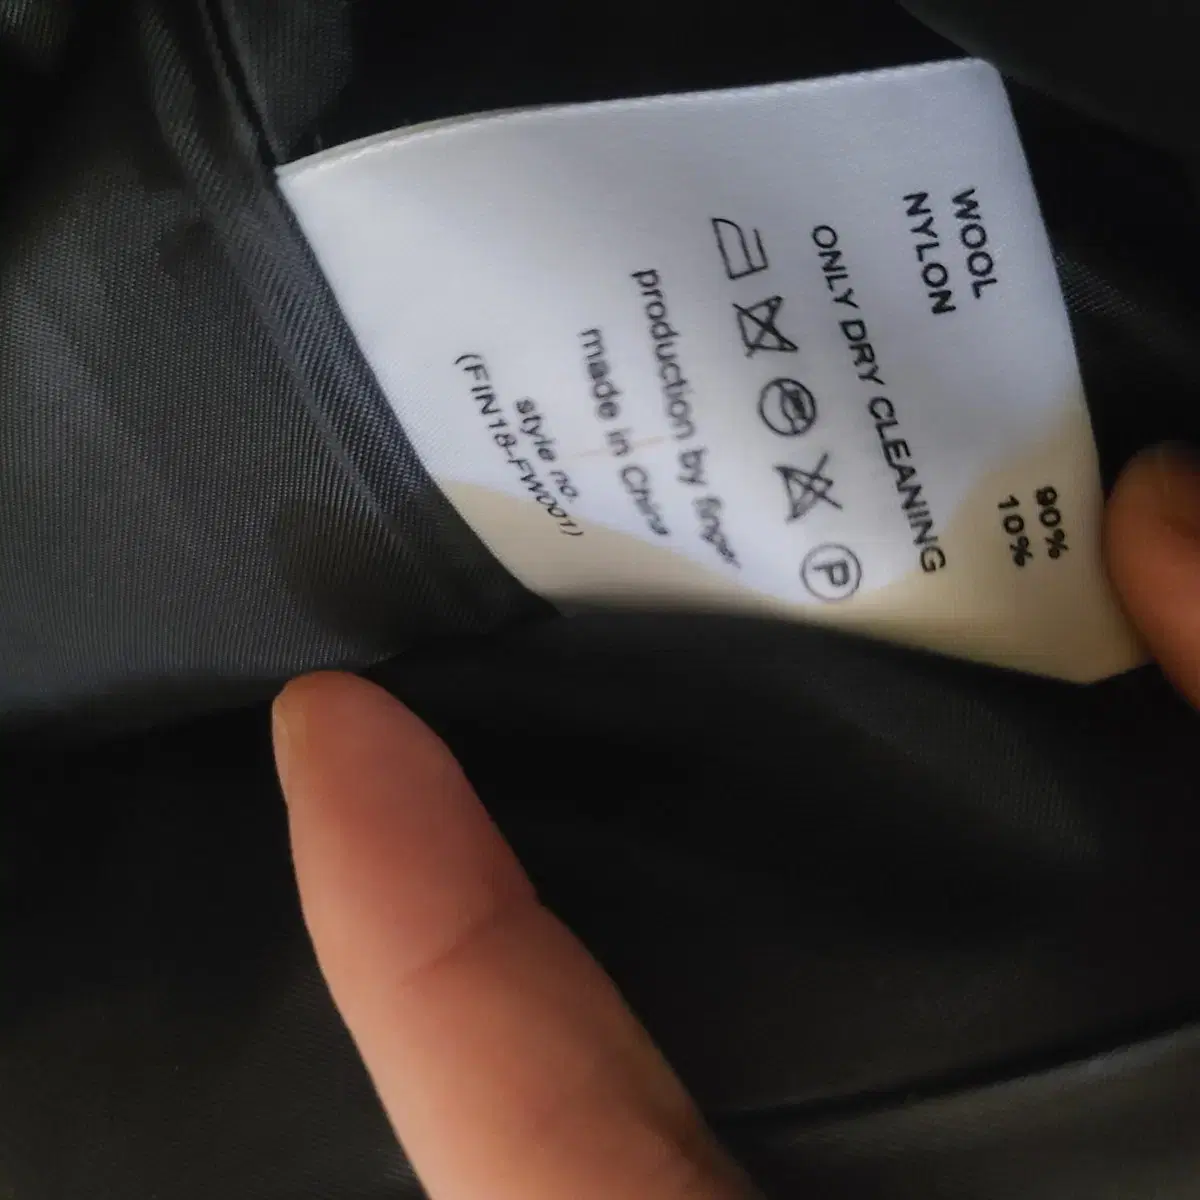 WOOL 90%
NYLON 10%
ONLY DRY CLEANING
P
production by finger
made in China
style no.
(FIN18-FW001)